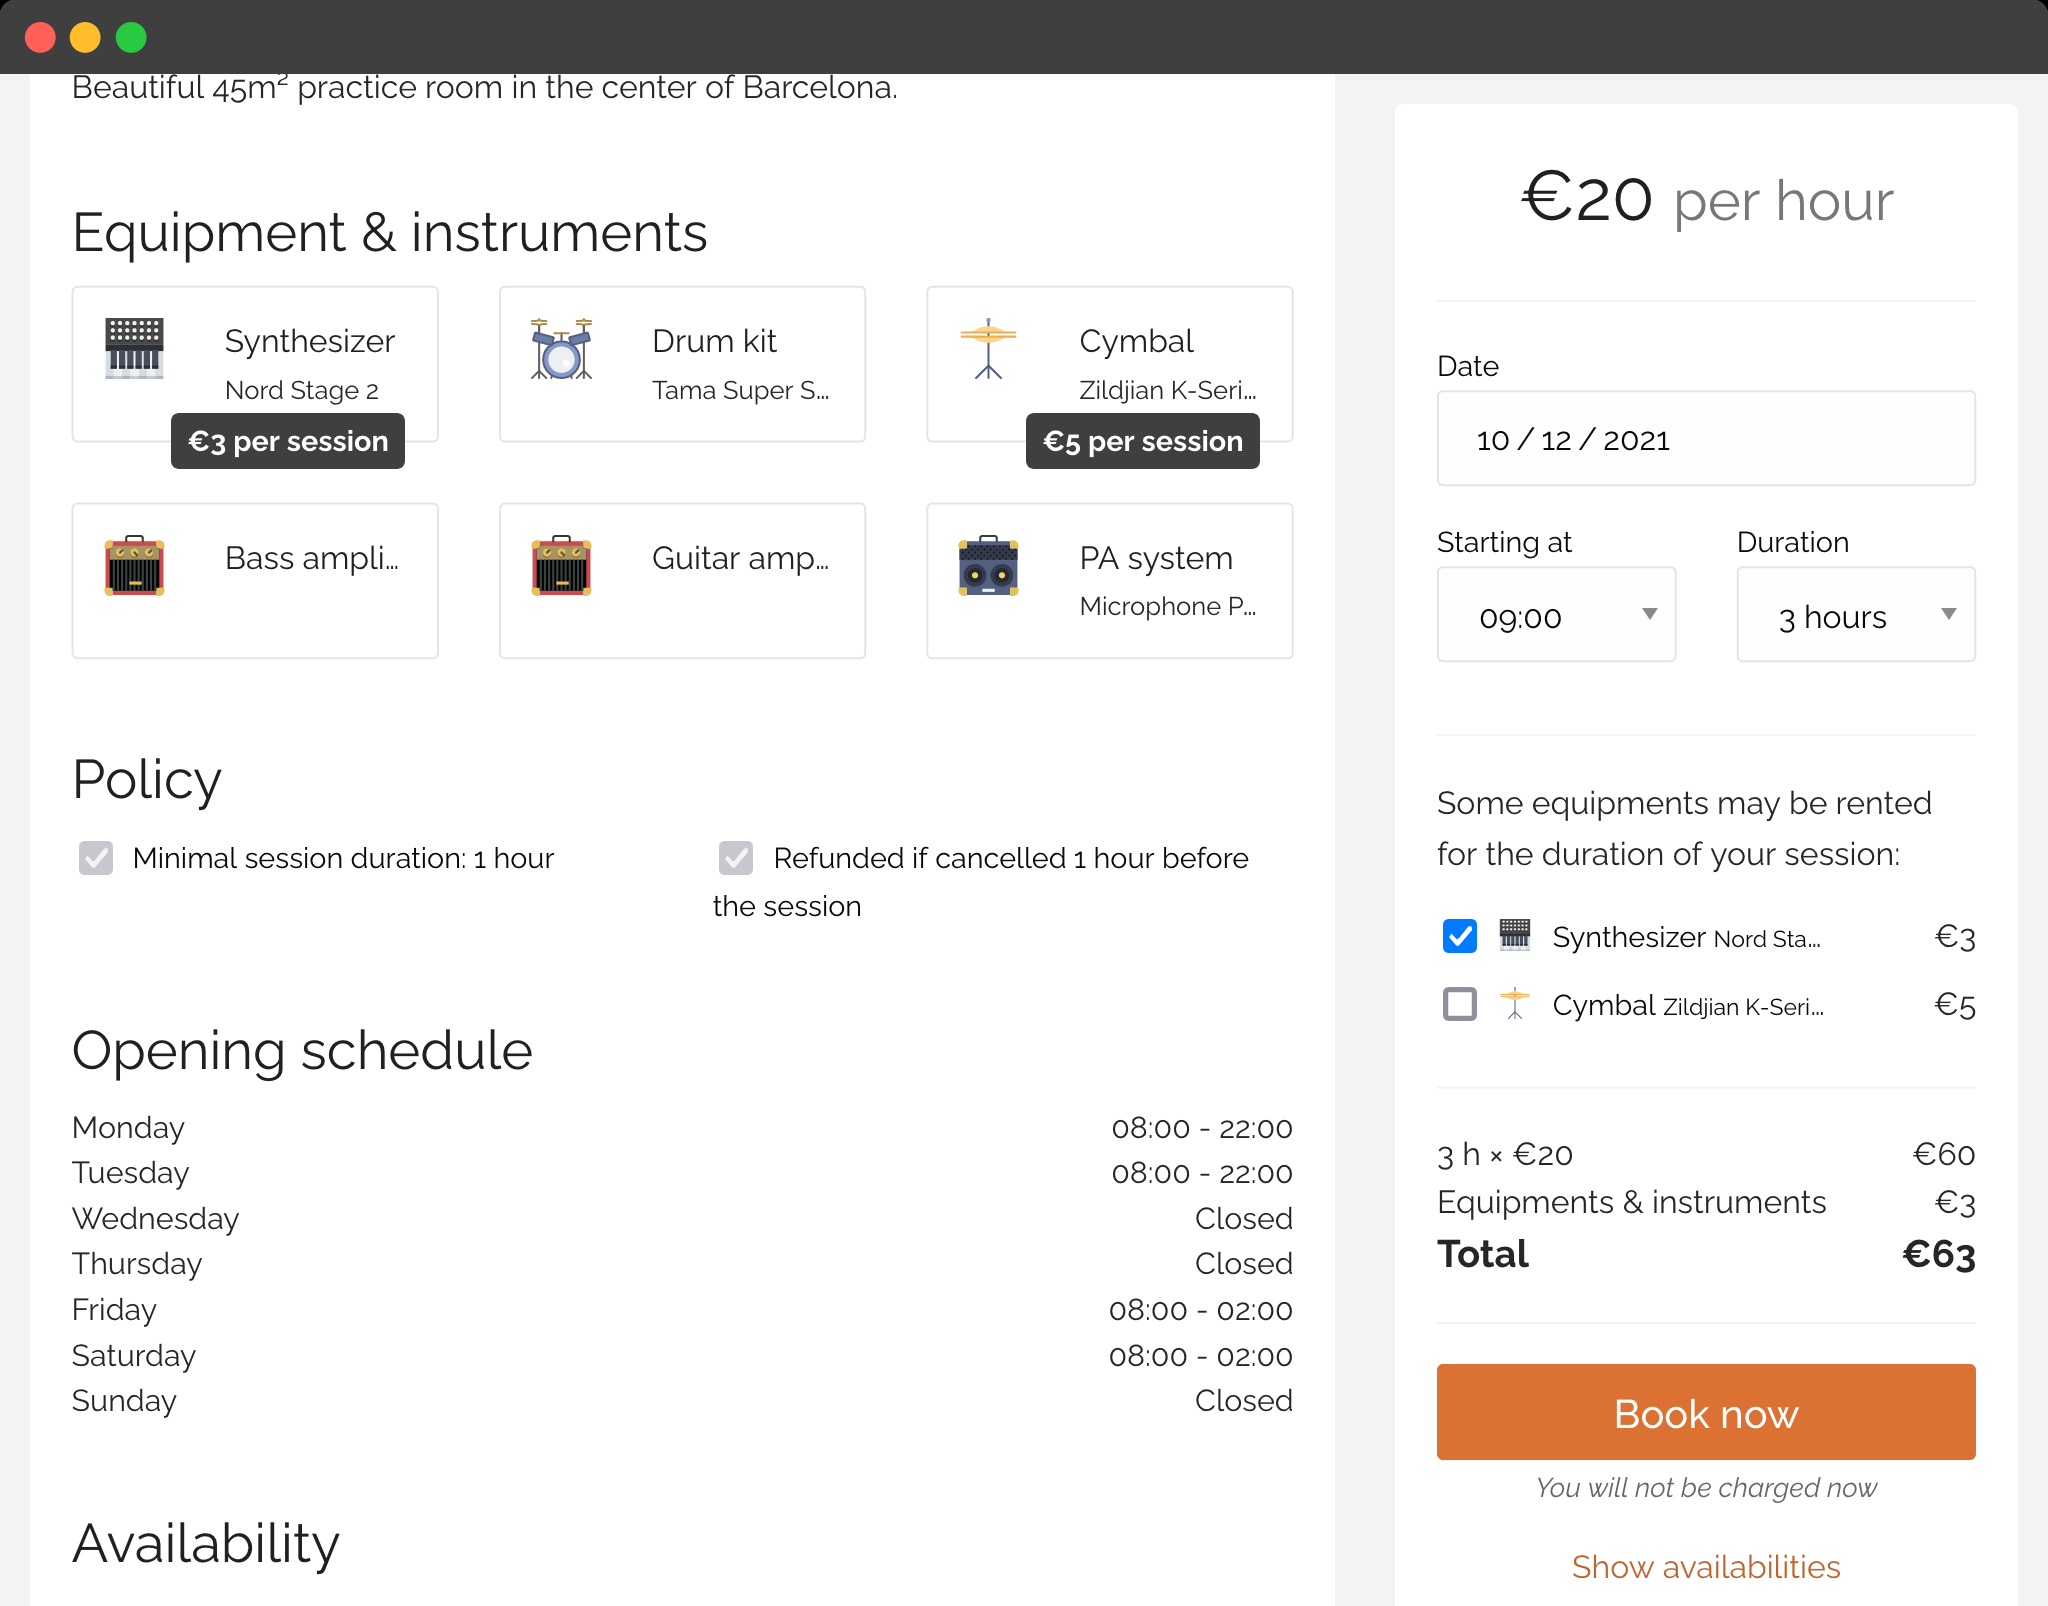 Beautiful 45m² practice room in the center of Barcelona.
Equipment & instruments
Synthesizer
Nord Stage 2
€3 per session
Drum kit
Tama Super S...
Cymbal
Zildjian K-Seri...
€5 per session
Bass ampli...
Guitar amp...
PA system
Microphone P...
Policy
Minimal session duration: 1 hour
Refunded if cancelled 1 hour before
the session
Opening schedule
Monday 08:00 - 22:00
Tuesday 08:00 - 22:00
Wednesday Closed
Thursday Closed
Friday 08:00 - 02:00
Saturday 08:00 - 02:00
Sunday Closed
Availability
€20 per hour
Date
10 / 12 / 2021
Starting at
09:00
Duration
3 hours
Some equipments may be rented
for the duration of your session:
Synthesizer Nord Sta... €3
Cymbal Zildjian K-Seri... €5
3 h × €20 €60
Equipments & instruments €3
Total €63
Book now
You will not be charged now
Show availabilities